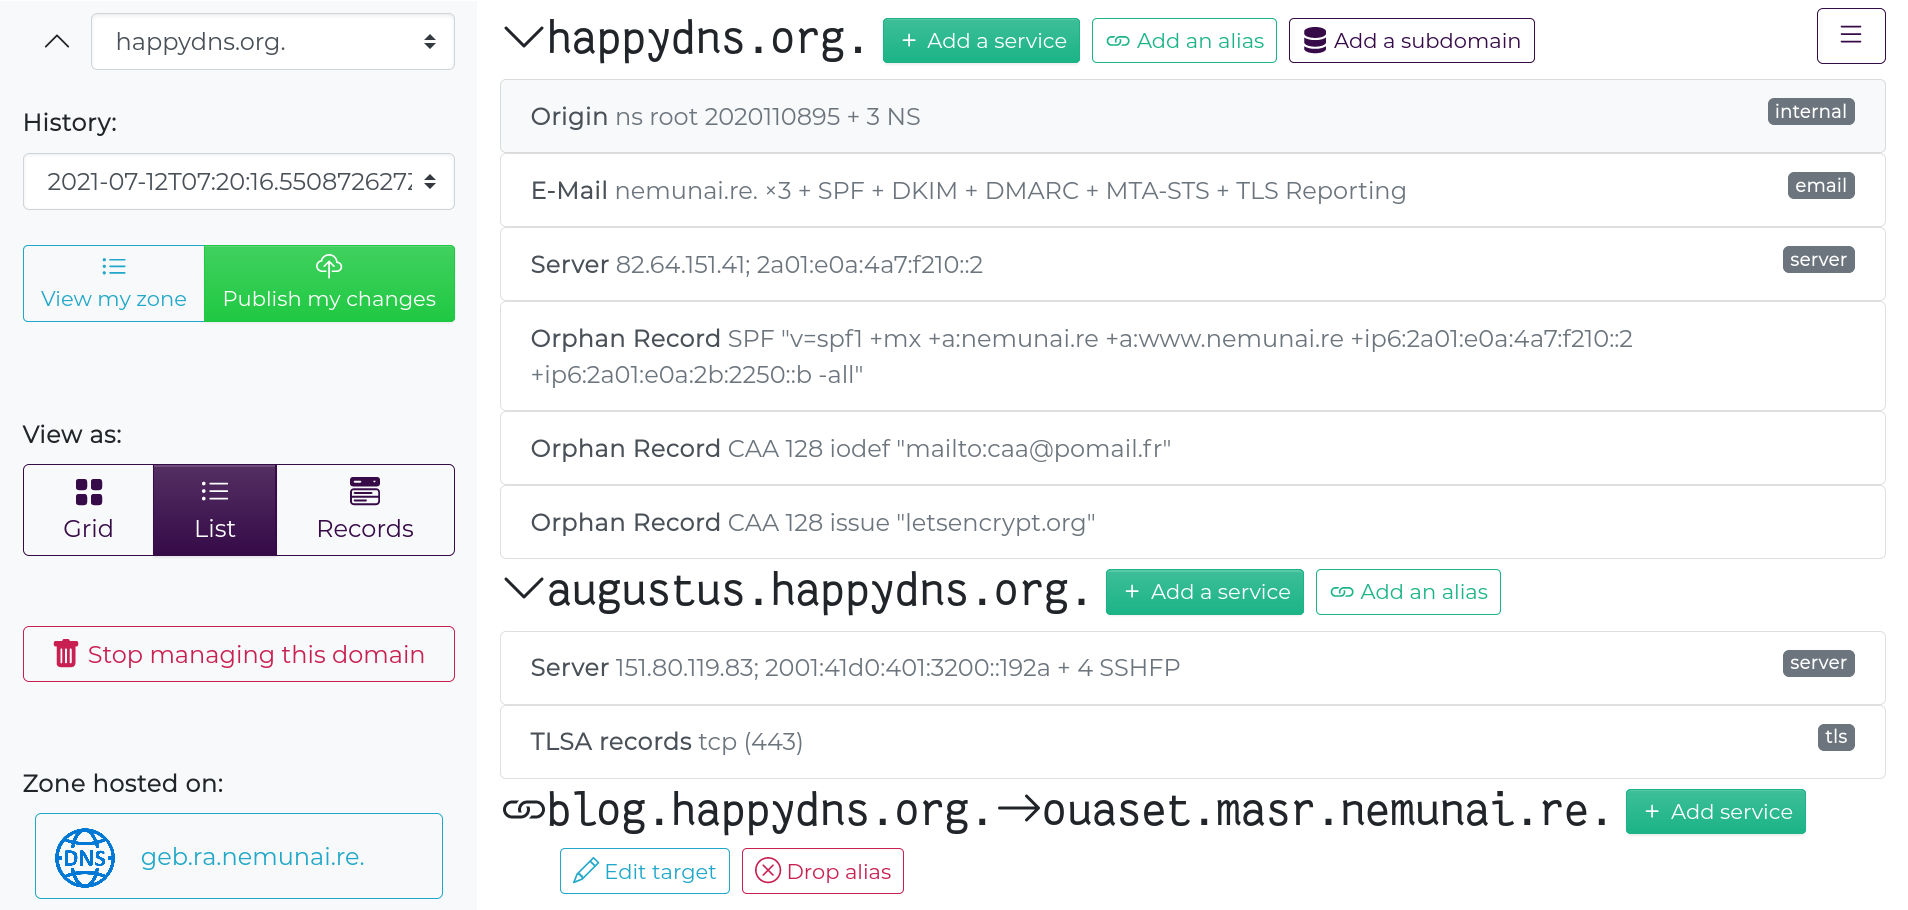 happydns.org.
History:
2021-07-12T07:20:16.550872627
View my zone
Publish my changes
View as:
Grid
List
Records
Stop managing this domain
Zone hosted on:
DNS
geb.ra.nemunai.re.
happydns.org.
+ Add a service
Add an alias
Add a subdomain
Origin ns root 2020110895 + 3 NS
internal
E-Mail nemunai.re. ×3 + SPF + DKIM + DMARC + MTA-STS + TLS Reporting
email
Server 82.64.151.41; 2a01:e0a:4a7:f210::2
server
Orphan Record SPF "v=spf1 +mx +a:nemunai.re +a:www.nemunai.re +ip6:2a01:e0a:4a7:f210::2
+ip6:2a01:e0a:2b:2250::b -all"
Orphan Record CAA 128 iodef "mailto:caa@pomail.fr"
Orphan Record CAA 128 issue "letsencrypt.org"
augustus.happydns.org.
+ Add a service
Add an alias
Server 151.80.119.83; 2001:41d0:401:3200::192a + 4 SSHFP
server
TLSA records tcp (443)
tls
blog.happydns.org.→ouaset.masr.nemunai.re.
+ Add service
Edit target
Drop alias